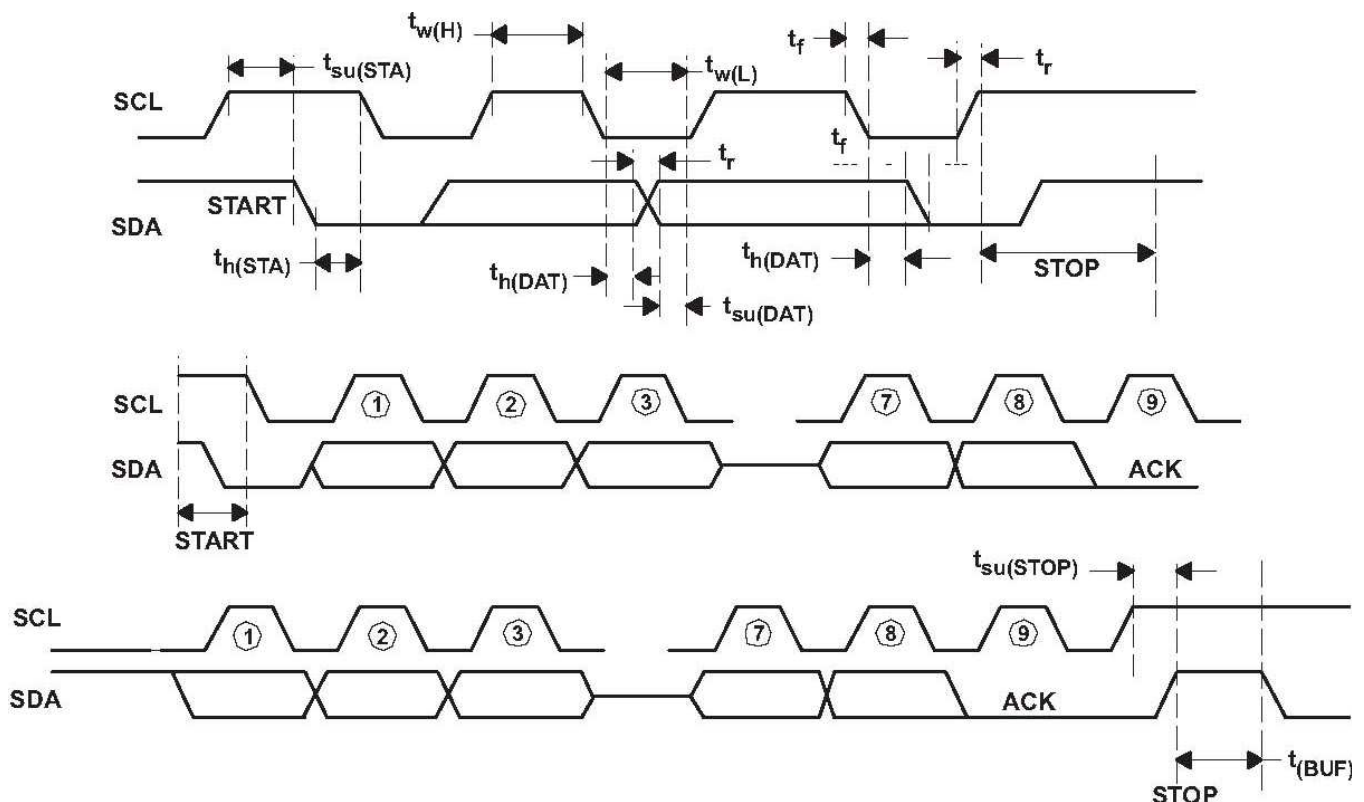 t_w(H)
t_f
t_su(STA)
t_w(L)
t_r
SCL
t_f
t_r
START
SDA
t_h(STA)
t_h(DAT)
t_h(DAT)
STOP
t_su(DAT)
SCL
1 2 3 7 8 9
SDA
ACK
START
t_su(STOP)
SCL
1 2 3 7 8 9
SDA
ACK
t_(BUF)
STOP